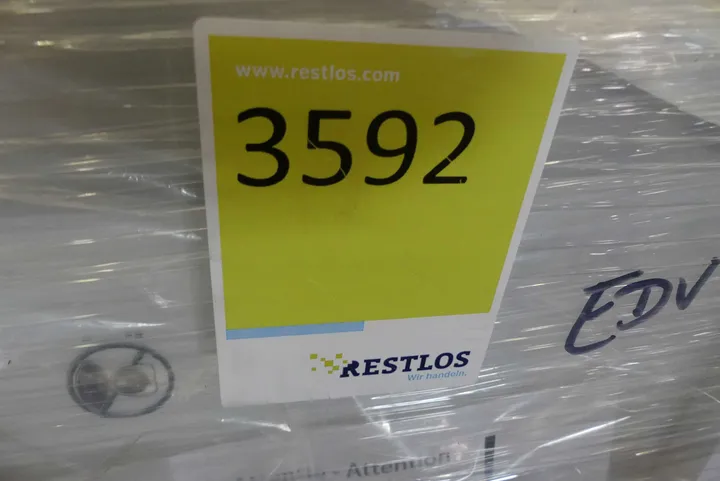 www.restlos.com
3592
EDV
RESTLOS
Wir handeln.
- Attention